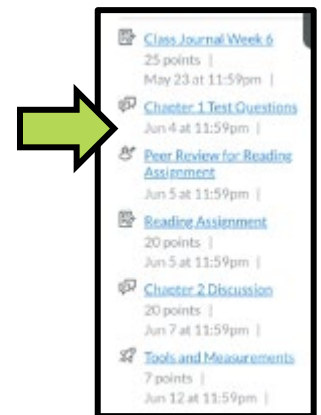 Class Journal Week 6
25 points |
May 23 at 11:59pm |
Chapter 1 Test Questions
Jun 4 at 11:59pm |
Peer Review for Reading
Assignment
Jun 5 at 11:59pm |
Reading Assignment
20 points |
Jun 5 at 11:59pm |
Chapter 2 Discussion
20 points |
Jun 7 at 11:59pm |
Tools and Measurements
7 points |
Jun 12 at 11:59pm |